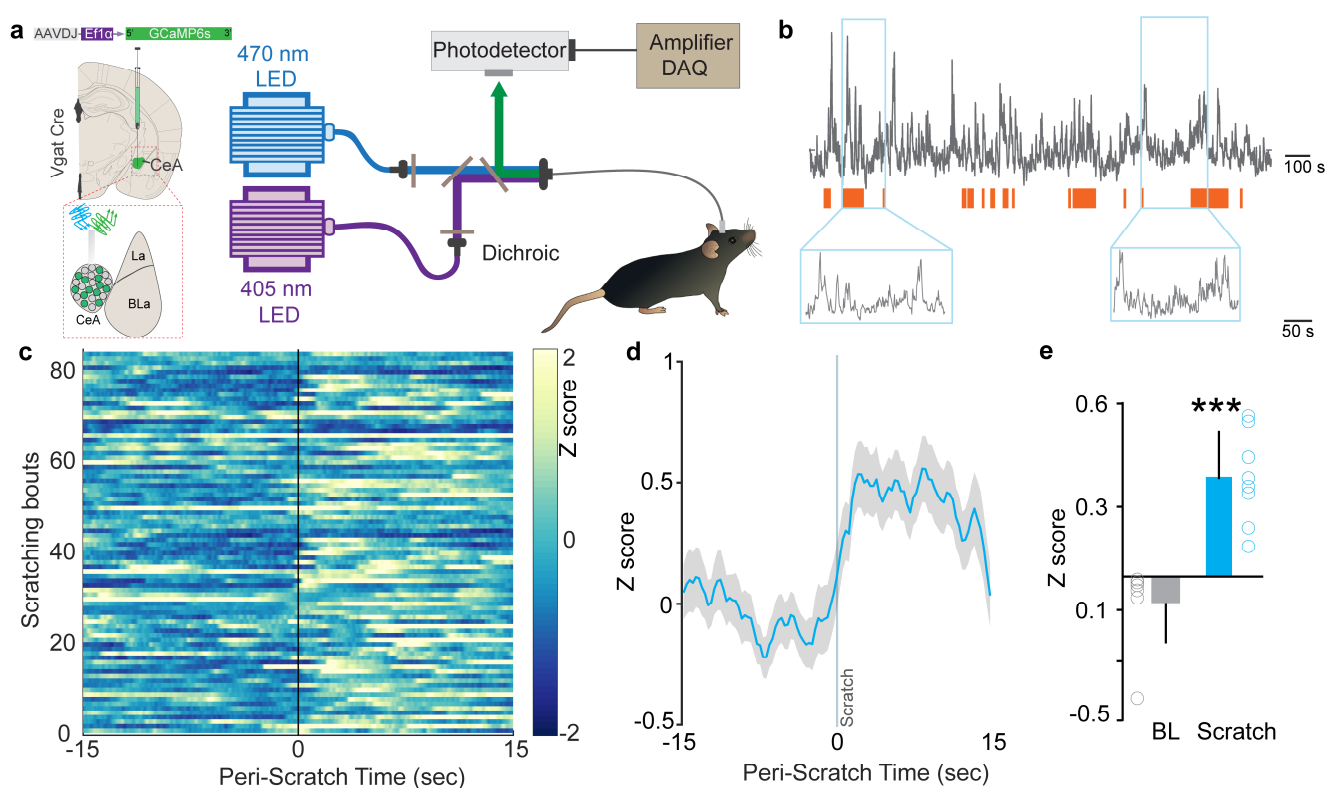 a
AAVDJ-Ef1α 5' GCaMP6s 3'
Vgat Cre
CeA
La
BLa
CeA
470 nm
LED
405 nm
LED
Photodetector
Amplifier
DAQ
Dichroic
b
100 s
50 s
c
Scratching bouts
80
60
40
20
0
-15
0
15
Peri-Scratch Time (sec)
2
0
-2
Z score
d
Z score
1
0.5
0
-0.5
-15
0
15
Scratch
Peri-Scratch Time (sec)
e
Z score
0.6
0.3
0.1
-0.5
***
BL
Scratch